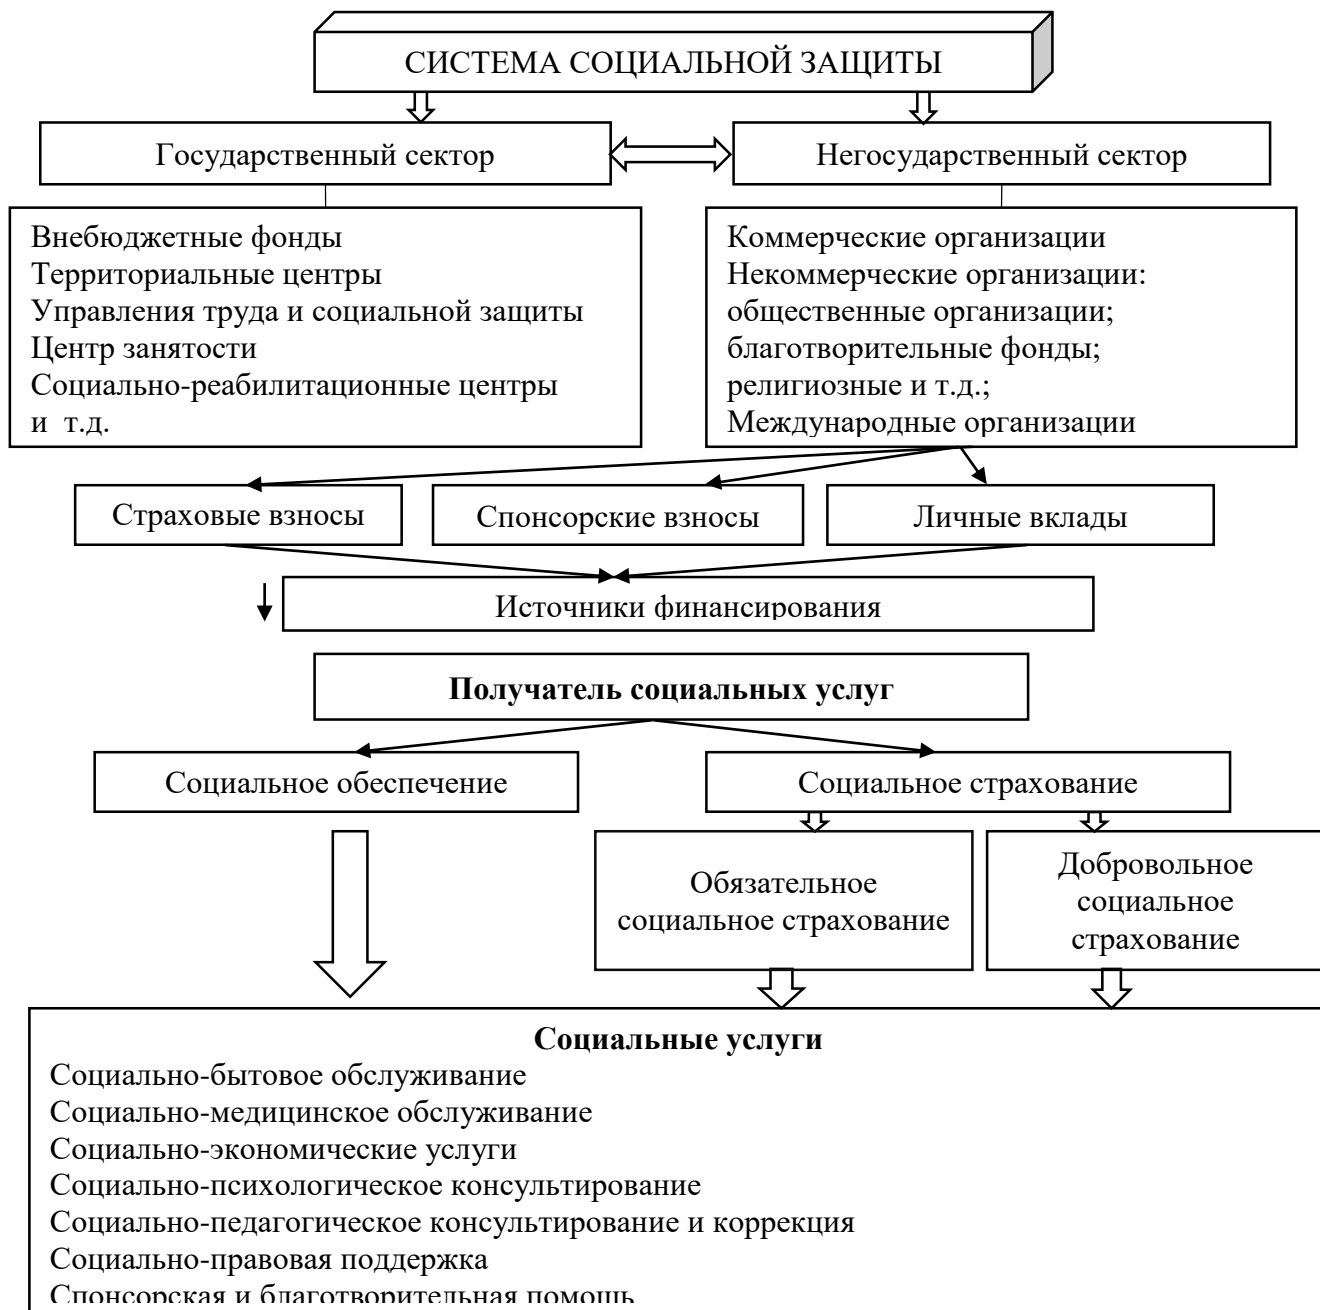 СИСТЕМА СОЦИАЛЬНОЙ ЗАЩИТЫ
Государственный сектор
Негосударственный сектор
Внебюджетные фонды
Территориальные центры
Управления труда и социальной защиты
Центр занятости
Социально-реабилитационные центры
и т.д.
Коммерческие организации
Некоммерческие организации:
общественные организации;
благотворительные фонды;
религиозные и т.д.;
Международные организации
Страховые взносы
Спонсорские взносы
Личные вклады
Источники финансирования
Получатель социальных услуг
Социальное обеспечение
Социальное страхование
Обязательное
социальное страхование
Добровольное
социальное
страхование
Социальные услуги
Социально-бытовое обслуживание
Социально-медицинское обслуживание
Социально-экономические услуги
Социально-психологическое консультирование
Социально-педагогическое консультирование и коррекция
Социально-правовая поддержка
Спонсорская и благотворительная помощь